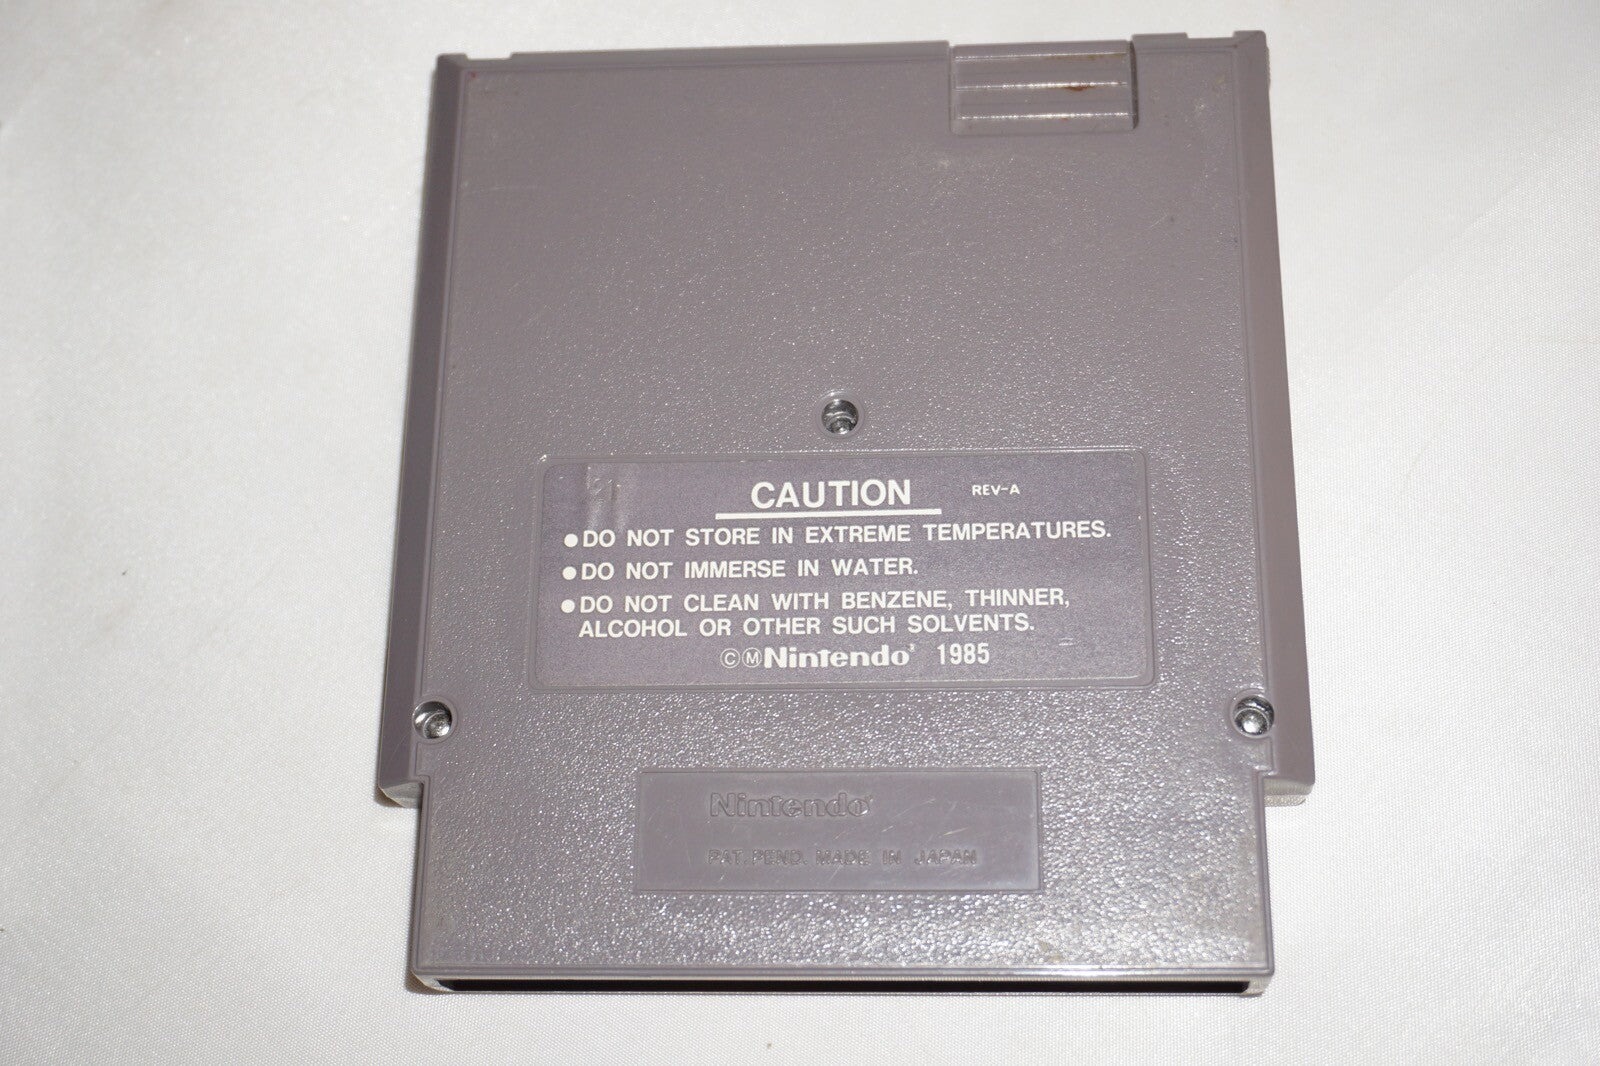 CAUTION REV-A
●DO NOT STORE IN EXTREME TEMPERATURES.
●DO NOT IMMERSE IN WATER.
●DO NOT CLEAN WITH BENZENE, THINNER,
ALCOHOL OR OTHER SUCH SOLVENTS.
ⒸⓂNintendo® 1985
Nintendo®
PAT. PEND. MADE IN JAPAN